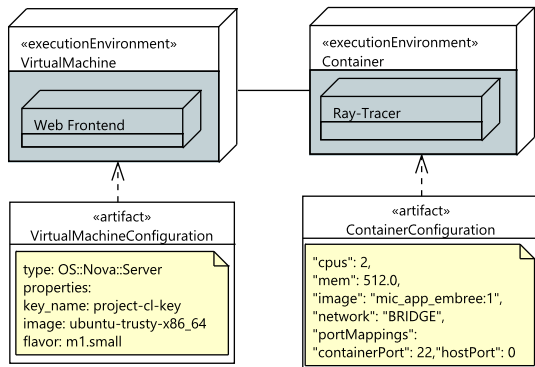 «executionEnvironment»
VirtualMachine
Web Frontend
«executionEnvironment»
Container
Ray-Tracer
«artifact»
VirtualMachineConfiguration
type: OS::Nova::Server
properties:
key_name: project-cl-key
image: ubuntu-trusty-x86_64
flavor: m1.small
«artifact»
ContainerConfiguration
"cpus": 2,
"mem": 512.0,
"image": "mic_app_embree:1",
"network": "BRIDGE",
"portMappings":
"containerPort": 22,"hostPort": 0